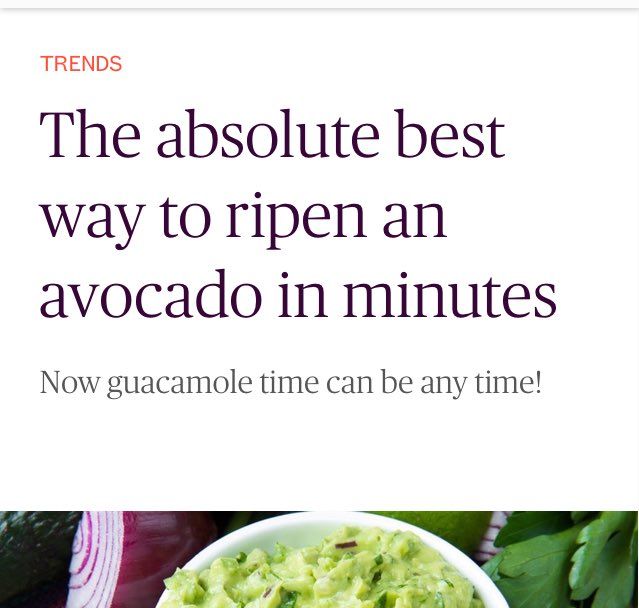 TRENDS
The absolute best
way to ripen an
avocado in minutes
Now guacamole time can be any time!